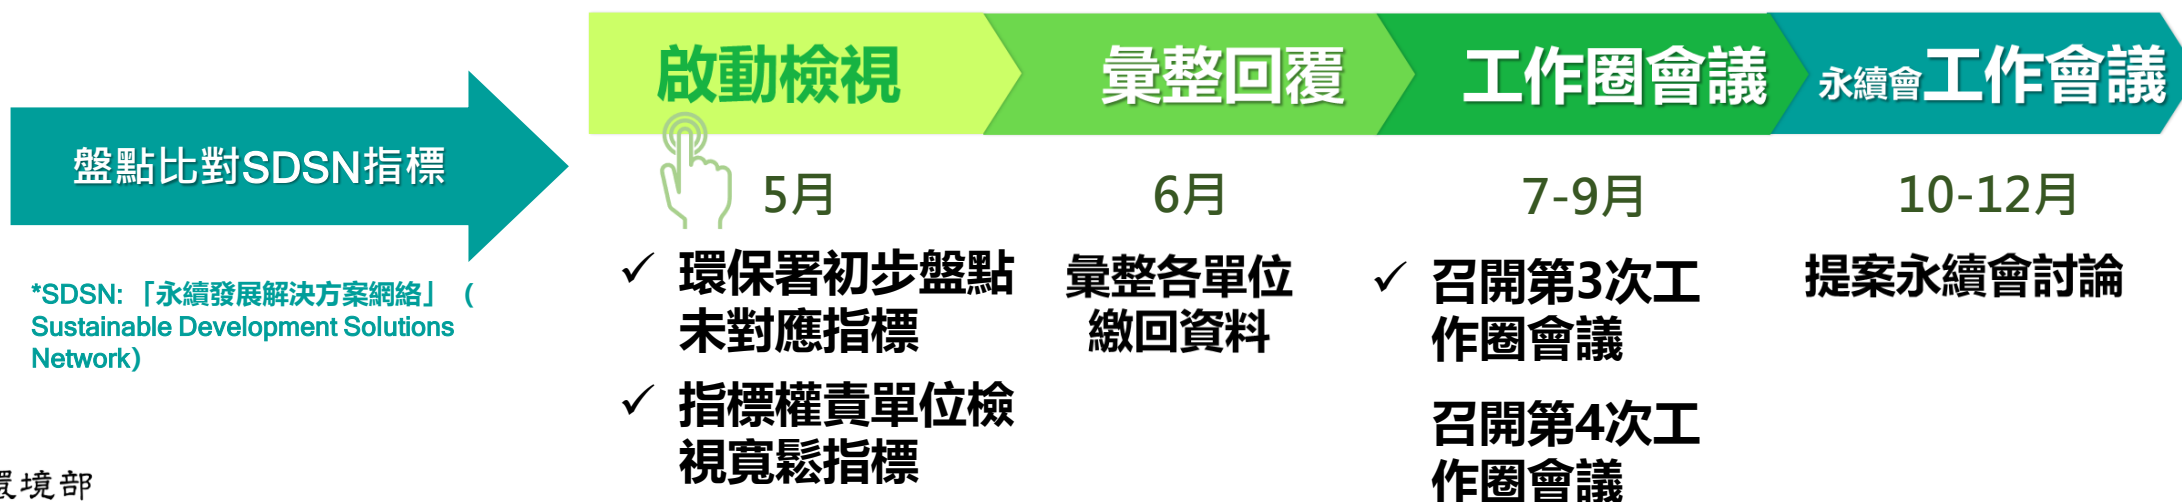 盤點比對SDSN指標
*SDSN:「永續發展解決方案網絡」(
Sustainable Development Solutions
Network)
啟動檢視
彙整回覆
工作圈會議
永續會工作會議
5月
✓ 環保署初步盤點
未對應指標
✓ 指標權責單位檢
視寬鬆指標
6月
彙整各單位
繳回資料
7-9月
✓ 召開第3次工
作圈會議
召開第4次工
作圈會議
10-12月
提案永續會討論
環境部